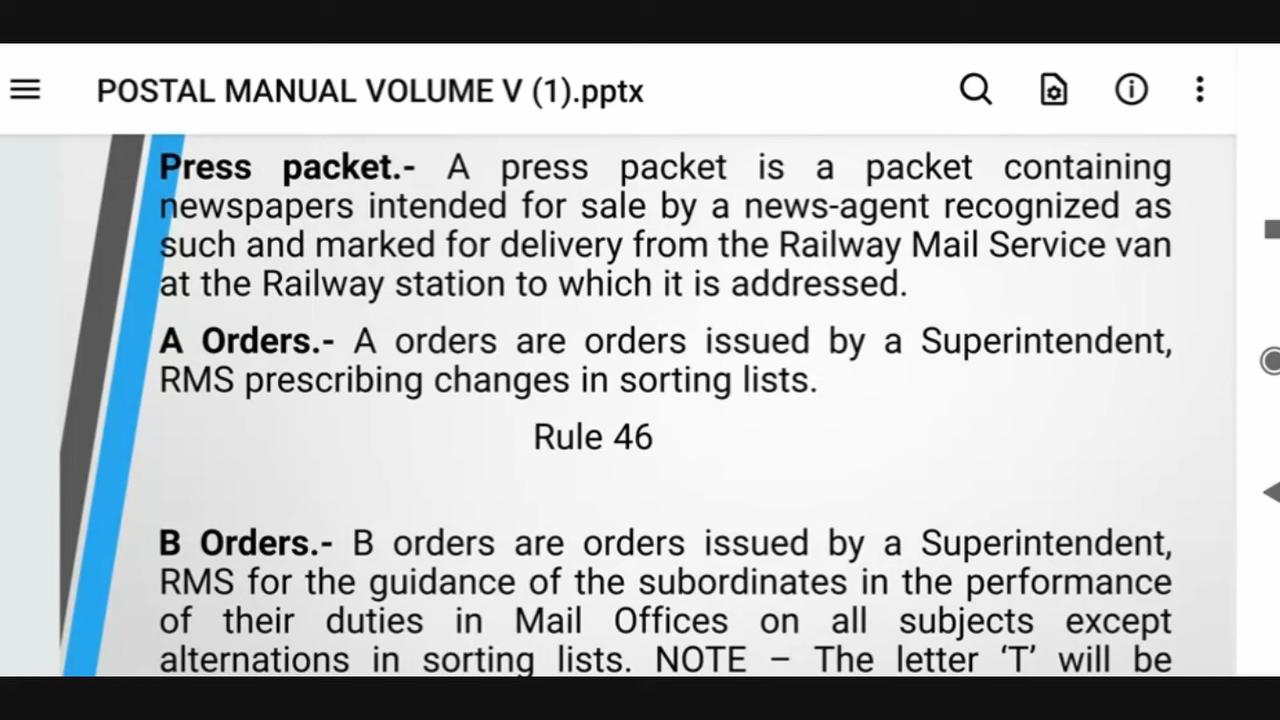 POSTAL MANUAL VOLUME V (1).pptx
Press packet.- A press packet is a packet containing
newspapers intended for sale by a news-agent recognized as
such and marked for delivery from the Railway Mail Service van
at the Railway station to which it is addressed.
A Orders.- A orders are orders issued by a Superintendent,
RMS prescribing changes in sorting lists.
Rule 46
B Orders.- B orders are orders issued by a Superintendent,
RMS for the guidance of the subordinates in the performance
of their duties in Mail Offices on all subjects except
alternations in sorting lists. NOTE – The letter ‘T’ will be